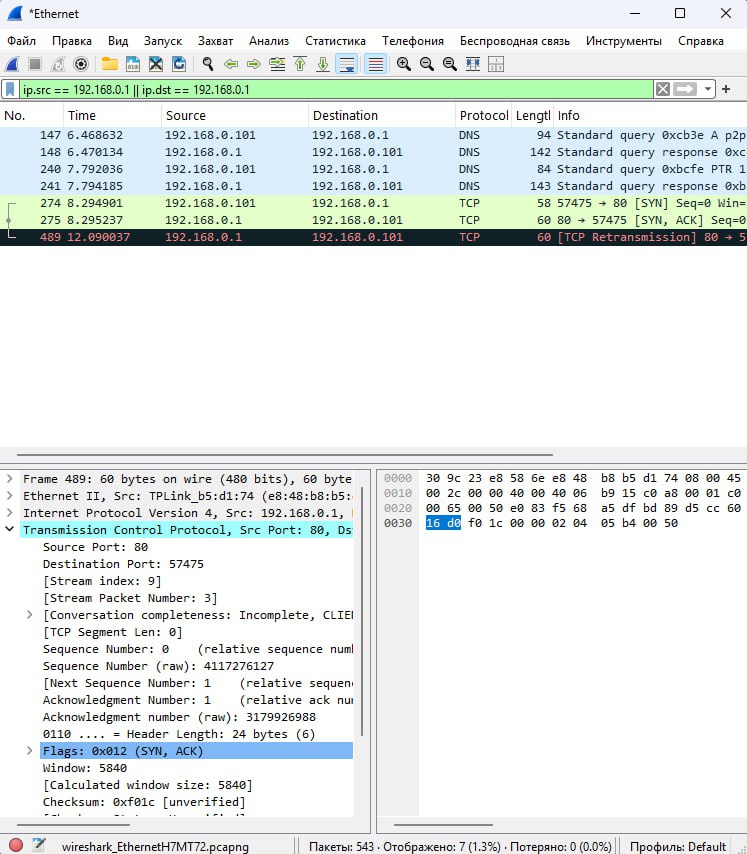 *Ethernet
Файл Правка Вид Запуск Захват Анализ Статистика Телефония Беспроводная связь Инструменты Справка
ip.src == 192.168.0.1 || ip.dst == 192.168.0.1
No. Time Source Destination Protocol Lengtl Info
147 6.468632 192.168.0.101 192.168.0.1 DNS 94 Standard query 0xcb3e A p2p
148 6.470134 192.168.0.1 192.168.0.101 DNS 142 Standard query response 0xc
240 7.792036 192.168.0.101 192.168.0.1 DNS 84 Standard query 0xbcfe PTR 1
241 7.794185 192.168.0.1 192.168.0.101 DNS 143 Standard query response 0xb
274 8.294901 192.168.0.101 192.168.0.1 TCP 58 57475 → 80 [SYN] Seq=0 Win=
275 8.295237 192.168.0.1 192.168.0.101 TCP 60 80 → 57475 [SYN, ACK] Seq=0
489 12.090037 192.168.0.1 192.168.0.101 TCP 60 [TCP Retransmission] 80 → 5
Frame 489: 60 bytes on wire (480 bits), 60 byte
Ethernet II, Src: TPLink_b5:d1:74 (e8:48:b8:b5:
Internet Protocol Version 4, Src: 192.168.0.1,
Transmission Control Protocol, Src Port: 80, Ds
Source Port: 80
Destination Port: 57475
[Stream index: 9]
[Stream Packet Number: 3]
[Conversation completeness: Incomplete, CLIE
[TCP Segment Len: 0]
Sequence Number: 0 (relative sequence num
Sequence Number (raw): 4117276127
[Next Sequence Number: 1 (relative sequen
Acknowledgment Number: 1 (relative ack nu
Acknowledgment number (raw): 3179926988
0110 .... = Header Length: 24 bytes (6)
Flags: 0x012 (SYN, ACK)
Window: 5840
[Calculated window size: 5840]
Checksum: 0xf01c [unverified]
0000 30 9c 23 e8 58 6e e8 48 b8 b5 d1 74 08 00 45
0010 00 2c 00 00 40 00 40 06 b9 15 c0 a8 00 01 c0
0020 00 65 00 50 e0 83 f5 68 a5 df bd 89 d5 cc 60
0030 16 d0 f0 1c 00 00 02 04 05 b4 00 50
wireshark_EthernetH7MT72.pcapng Пакеты: 543 · Отображено: 7 (1.3%) · Потеряно: 0 (0.0%) Профиль: Default